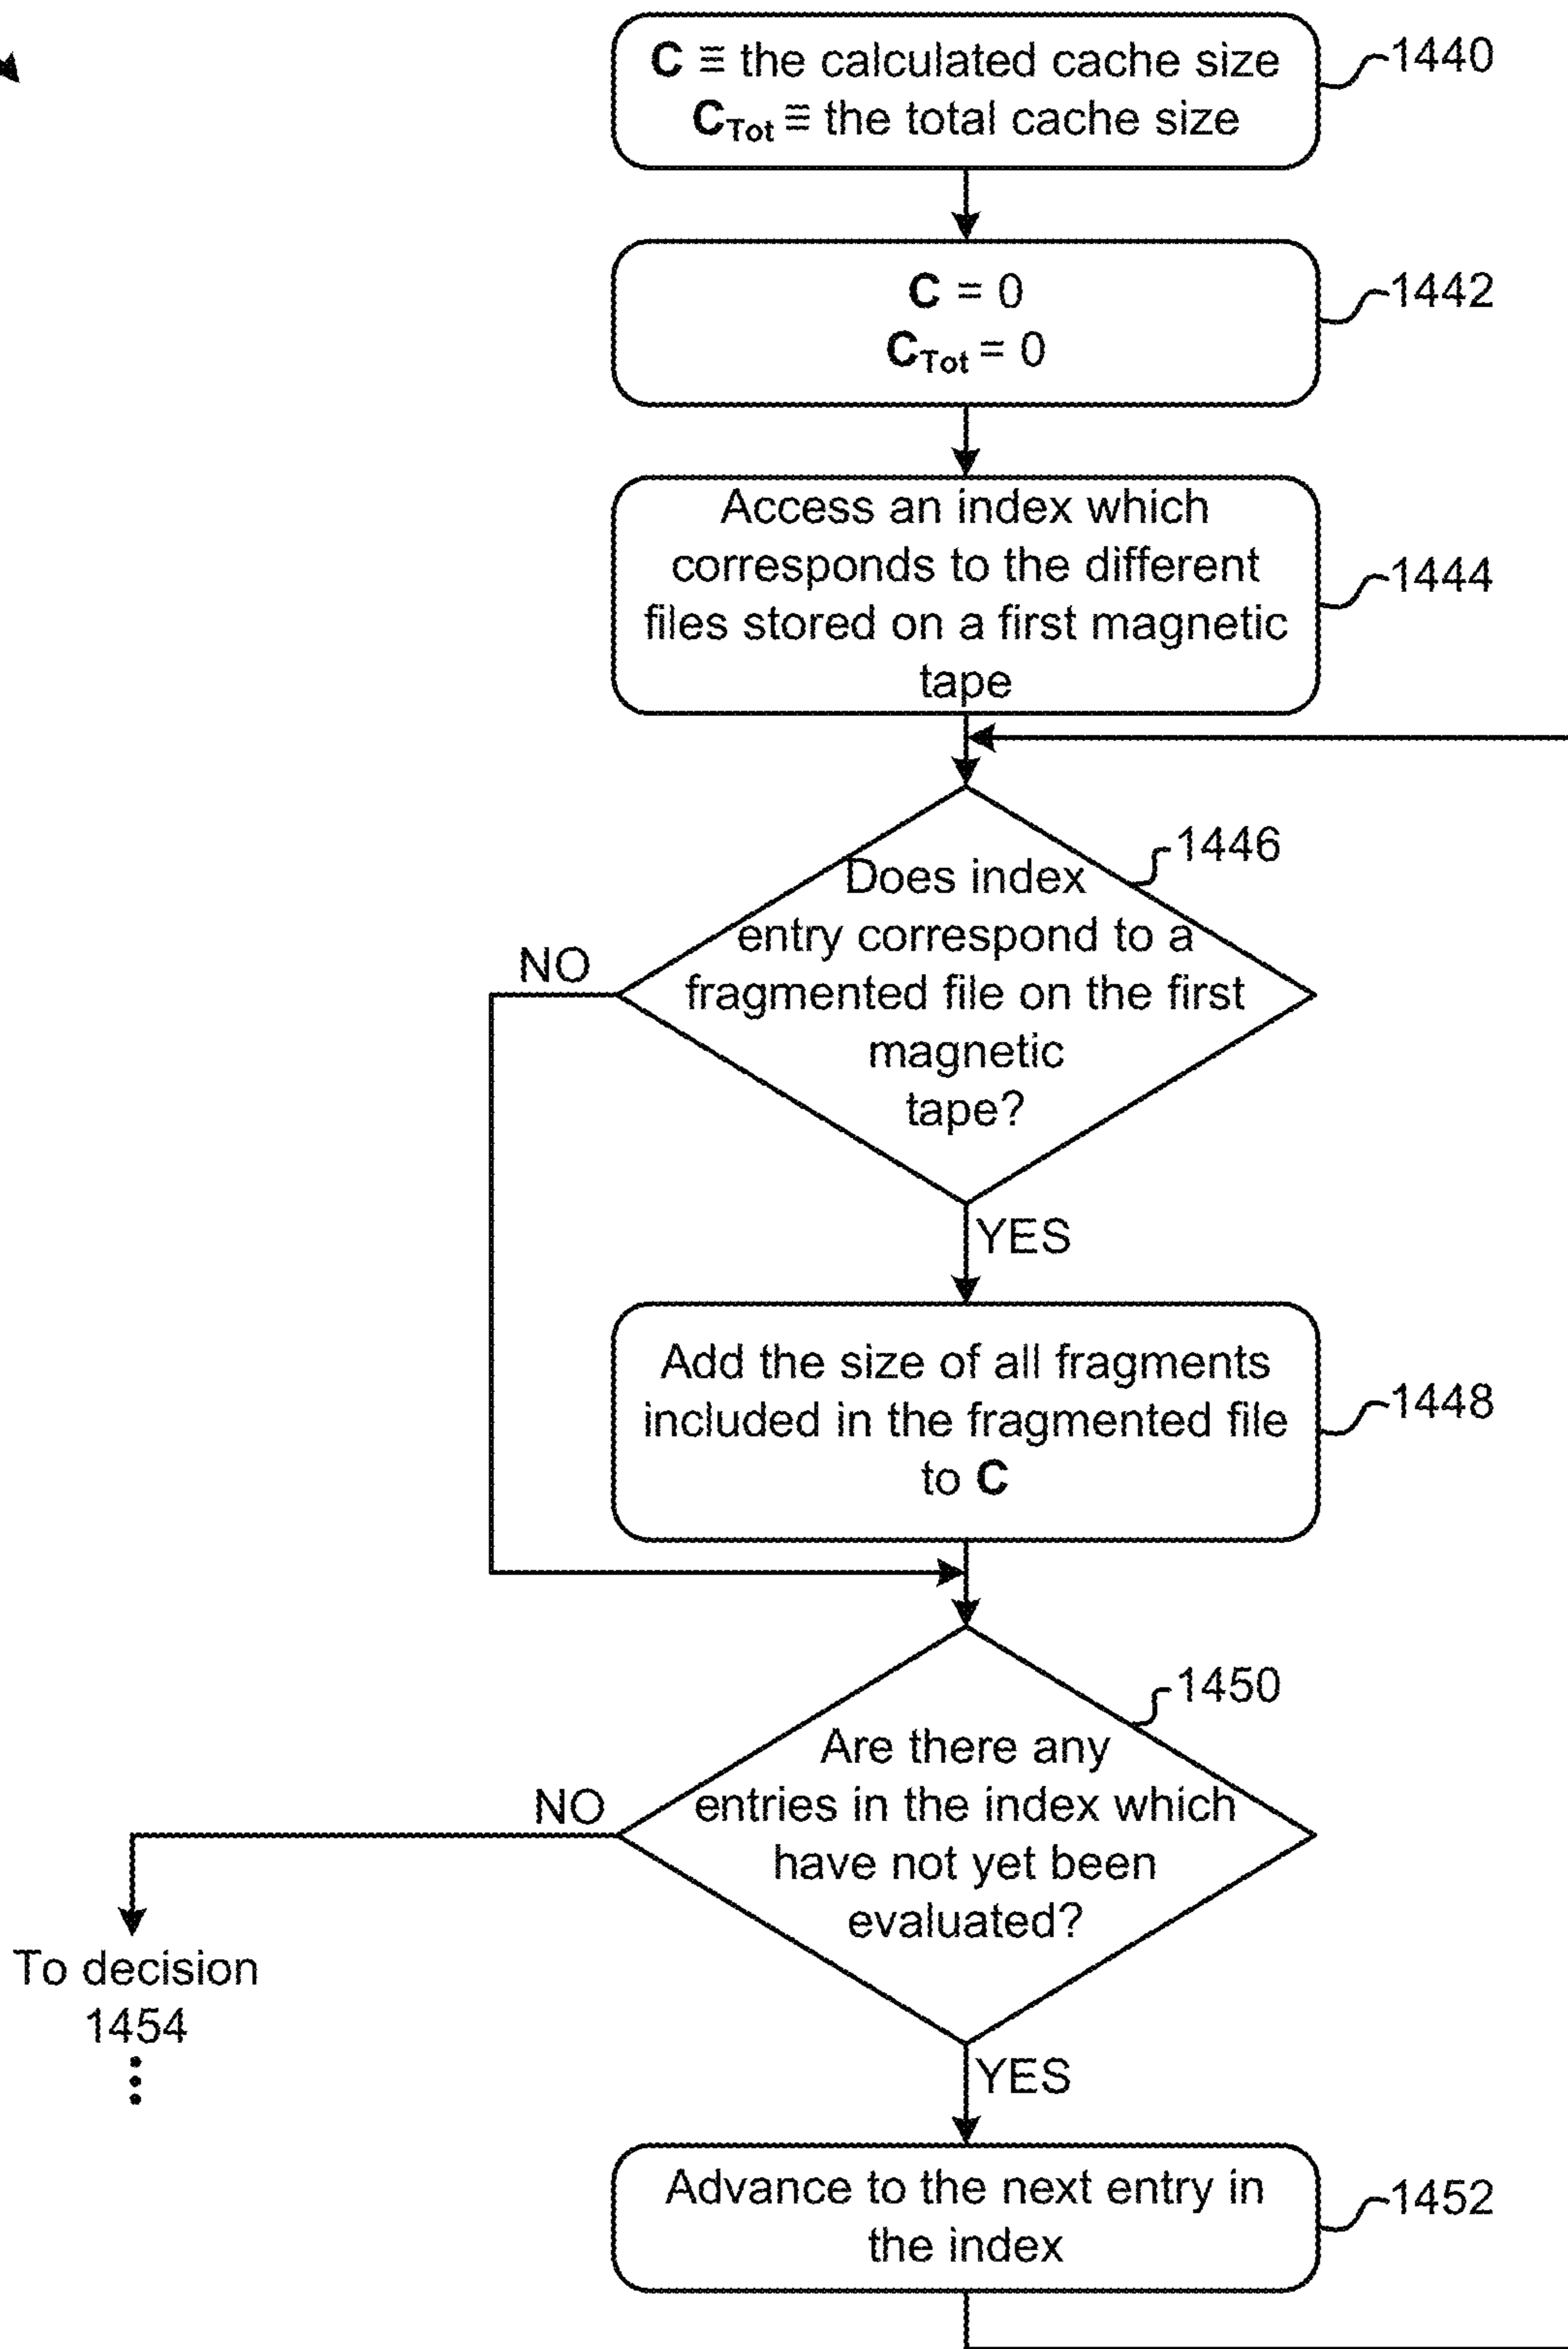 C ≡ the calculated cache size
C_Tot ≡ the total cache size
1440
C = 0
C_Tot = 0
1442
Access an index which
corresponds to the different
files stored on a first magnetic
tape
1444
1446
Does index
entry correspond to a
fragmented file on the first
magnetic
tape?
NO
YES
Add the size of all fragments
included in the fragmented file
to C
1448
1450
Are there any
entries in the index which
have not yet been
evaluated?
NO
To decision
1454
YES
Advance to the next entry in
the index
1452